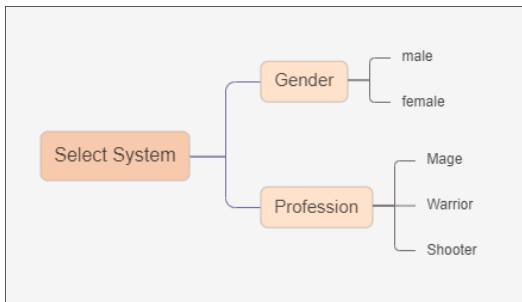 Select System
Gender
male
female
Profession
Mage
Warrior
Shooter